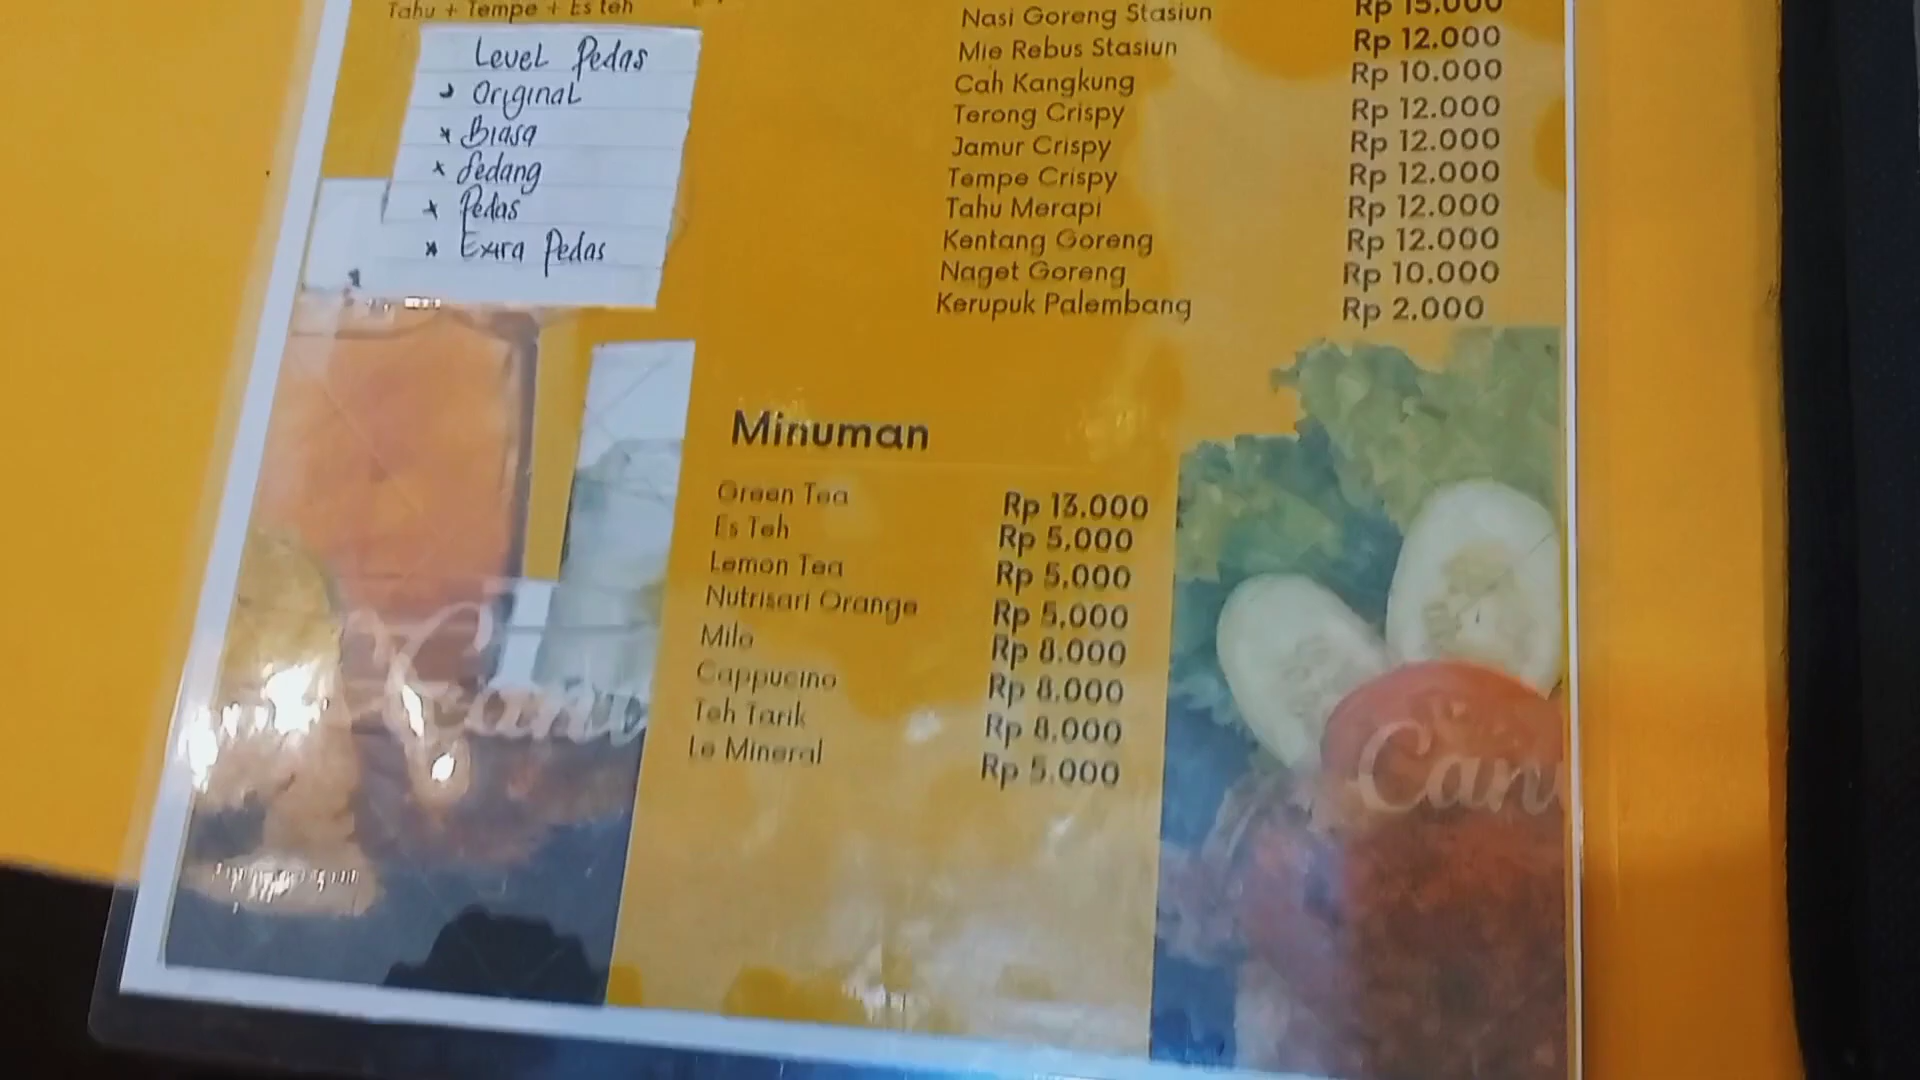 Tahu + Tempe + Es teh
Level Pedas
Original
* Biasa
* Sedang
* Pedas
* Extra Pedas
Nasi Goreng Stasiun Rp 15.000
Mie Rebus Stasiun Rp 12.000
Cah Kangkung Rp 10.000
Terong Crispy Rp 12.000
Jamur Crispy Rp 12.000
Tempe Crispy Rp 12.000
Tahu Merapi Rp 12.000
Kentang Goreng Rp 12.000
Naget Goreng Rp 10.000
Kerupuk Palembang Rp 2.000
Minuman
Green Tea Rp 13.000
Es Teh Rp 5.000
Lemon Tea Rp 5.000
Nutrisari Orange Rp 5.000
Milo Rp 8.000
Cappucino Rp 8.000
Teh Tarik Rp 8.000
Le Mineral Rp 5.000